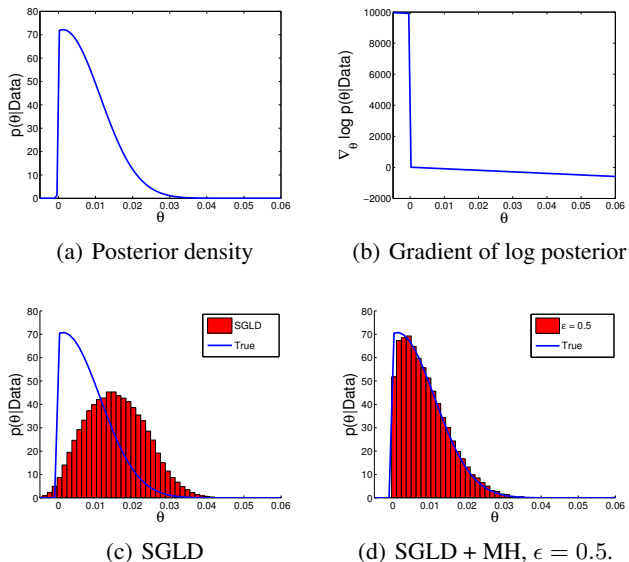 80
70
60
50
40
30
20
10
0
p(θ|Data)
0 0.01 0.02 0.03 0.04 0.05 0.06
θ
(a) Posterior density
10000
8000
6000
4000
2000
0
−2000
∇θ log p(θ|Data)
0 0.01 0.02 0.03 0.04 0.05 0.06
θ
(b) Gradient of log posterior
80
70
60
50
40
30
20
10
0
p(θ|Data)
SGLD
True
0 0.01 0.02 0.03 0.04 0.05 0.06
θ
(c) SGLD
80
70
60
50
40
30
20
10
0
p(θ|Data)
ε = 0.5
True
0 0.01 0.02 0.03 0.04 0.05 0.06
θ
(d) SGLD + MH, ϵ = 0.5.